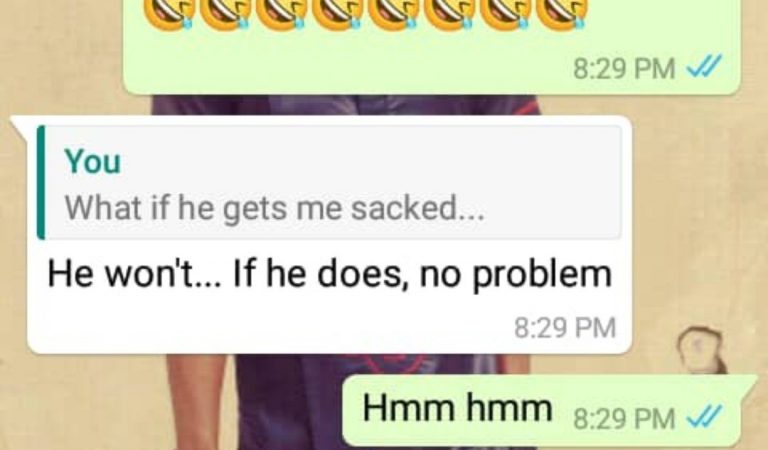 8:29 PM
You
What if he gets me sacked...
He won't... If he does, no problem
8:29 PM
Hmm hmm 8:29 PM